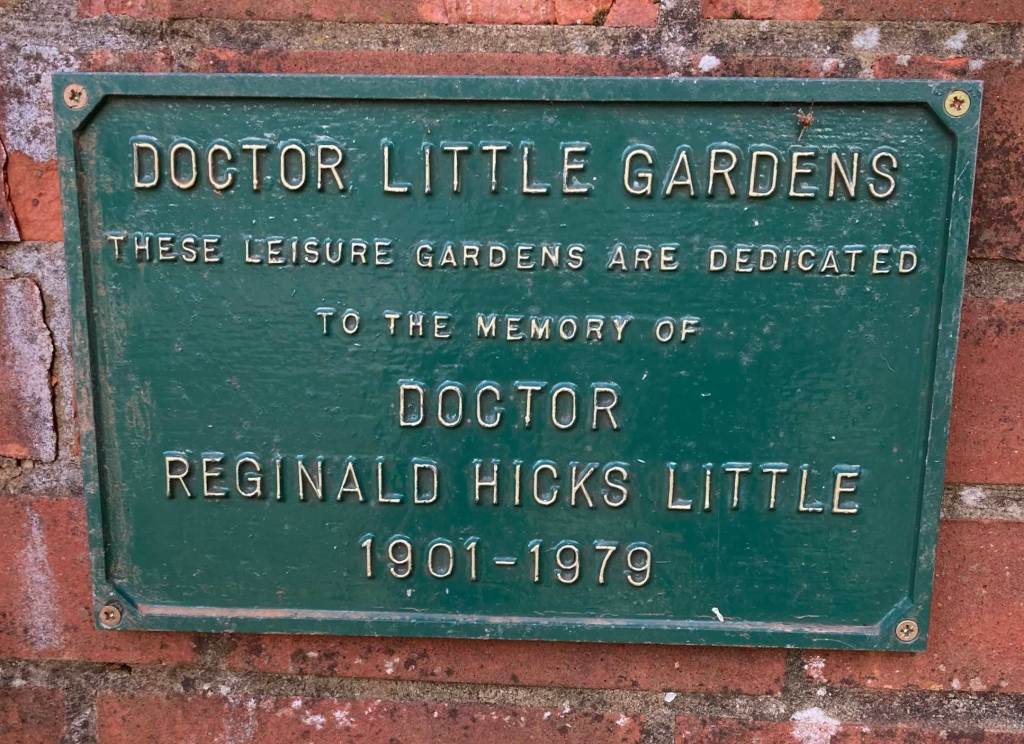 DOCTOR LITTLE GARDENS
THESE LEISURE GARDENS ARE DEDICATED
TO THE MEMORY OF
DOCTOR
REGINALD HICKS LITTLE
1901-1979